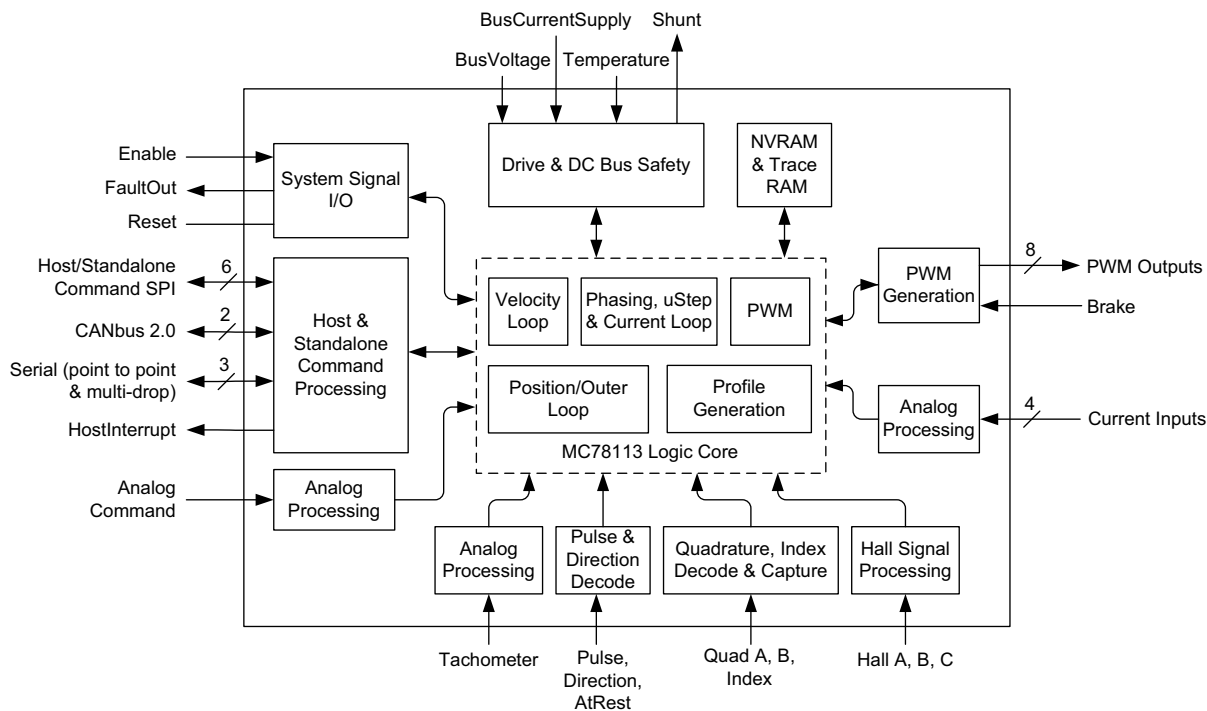 BusCurrentSupply
Shunt
BusVoltage
Temperature
Enable
FaultOut
Reset
System Signal
I/O
Drive & DC Bus Safety
NVRAM
& Trace
RAM
Host/Standalone
Command SPI
6
CANbus 2.0
2
Serial (point to point
& multi-drop)
3
HostInterrupt
Host &
Standalone
Command
Processing
Velocity
Loop
Phasing, uStep
& Current Loop
PWM
Position/Outer
Loop
Profile
Generation
MC78113 Logic Core
PWM
Generation
8
PWM Outputs
Brake
Analog
Processing
4
Current Inputs
Analog
Command
Analog
Processing
Analog
Processing
Pulse &
Direction
Decode
Quadrature, Index
Decode & Capture
Hall Signal
Processing
Tachometer
Pulse,
Direction,
AtRest
Quad A, B,
Index
Hall A, B, C